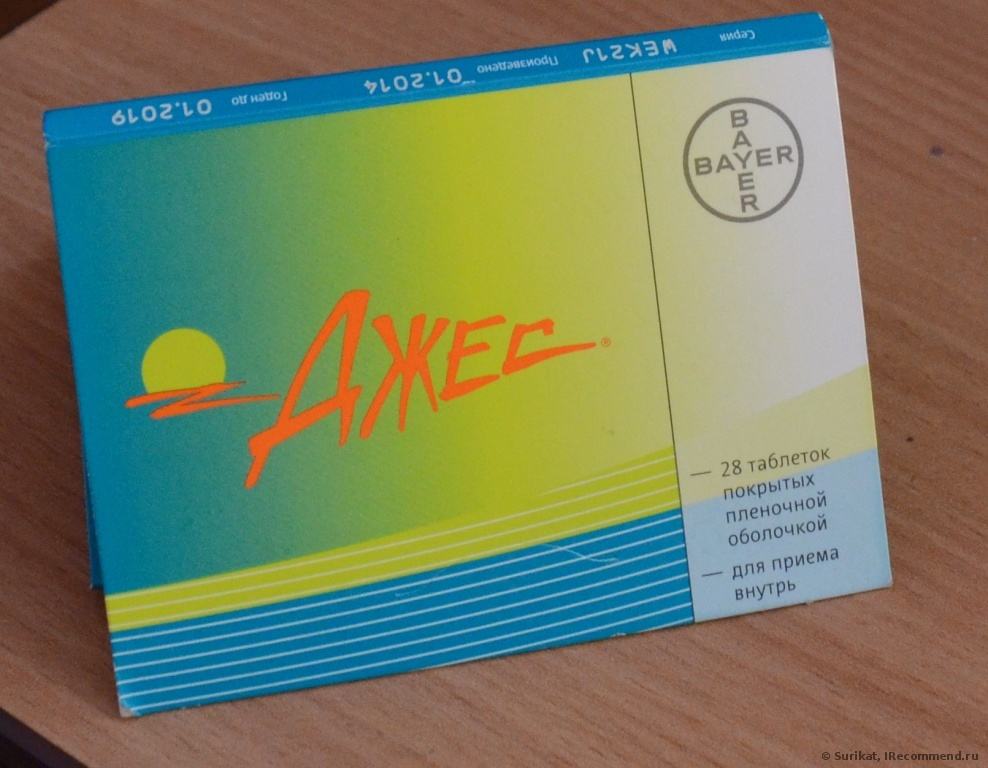 Серия WEK21J Произведено 01.2014 Годен до 01.2019
BAYER
BAYER
Джес®
— 28 таблеток
покрытых
пленочной
оболочкой
— для приема
внутрь
© Surikat, IRecommend.ru